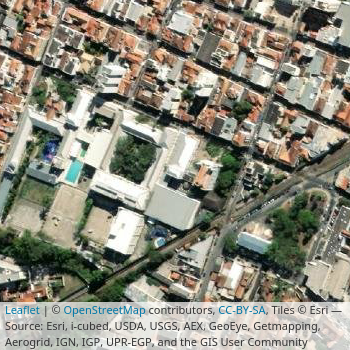 Leaflet | © OpenStreetMap contributors, CC-BY-SA, Tiles © Esri —
Source: Esri, i-cubed, USDA, USGS, AEX, GeoEye, Getmapping,
Aerogrid, IGN, IGP, UPR-EGP, and the GIS User Community